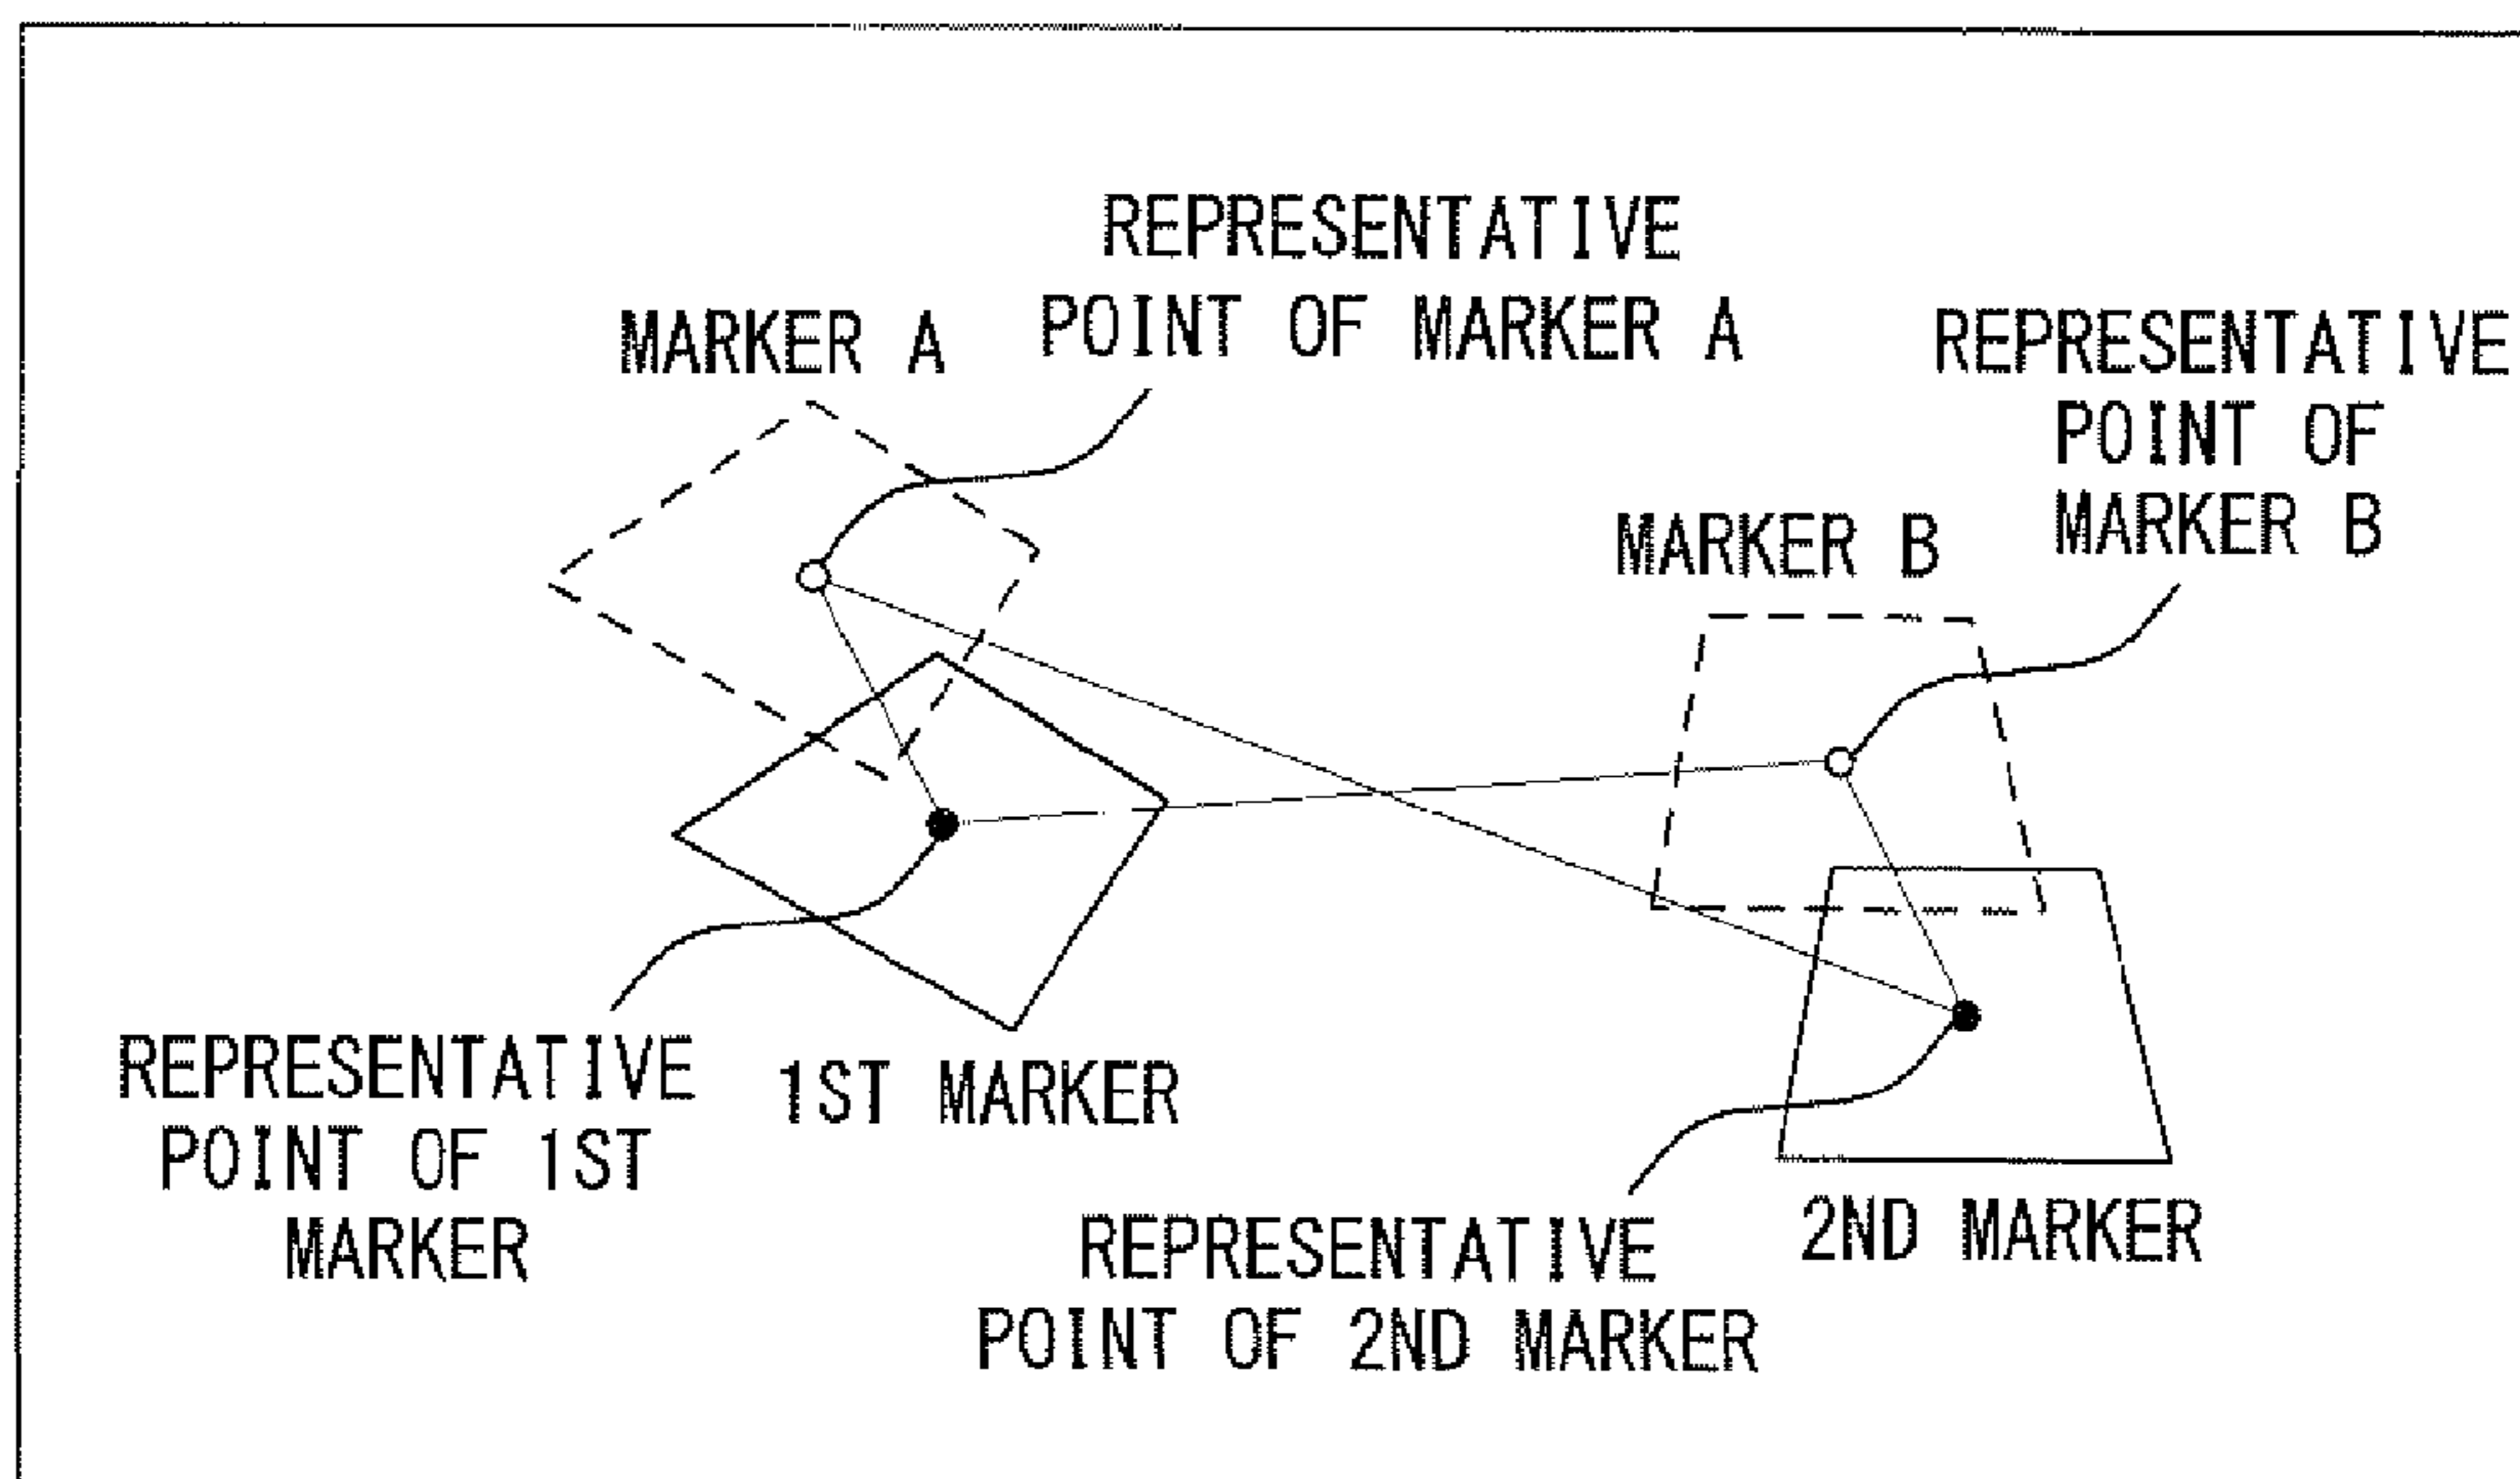 REPRESENTATIVE
POINT OF MARKER A
MARKER A
REPRESENTATIVE
POINT OF
MARKER B
MARKER B
REPRESENTATIVE
POINT OF 1ST
MARKER
1ST MARKER
REPRESENTATIVE
POINT OF 2ND MARKER
2ND MARKER